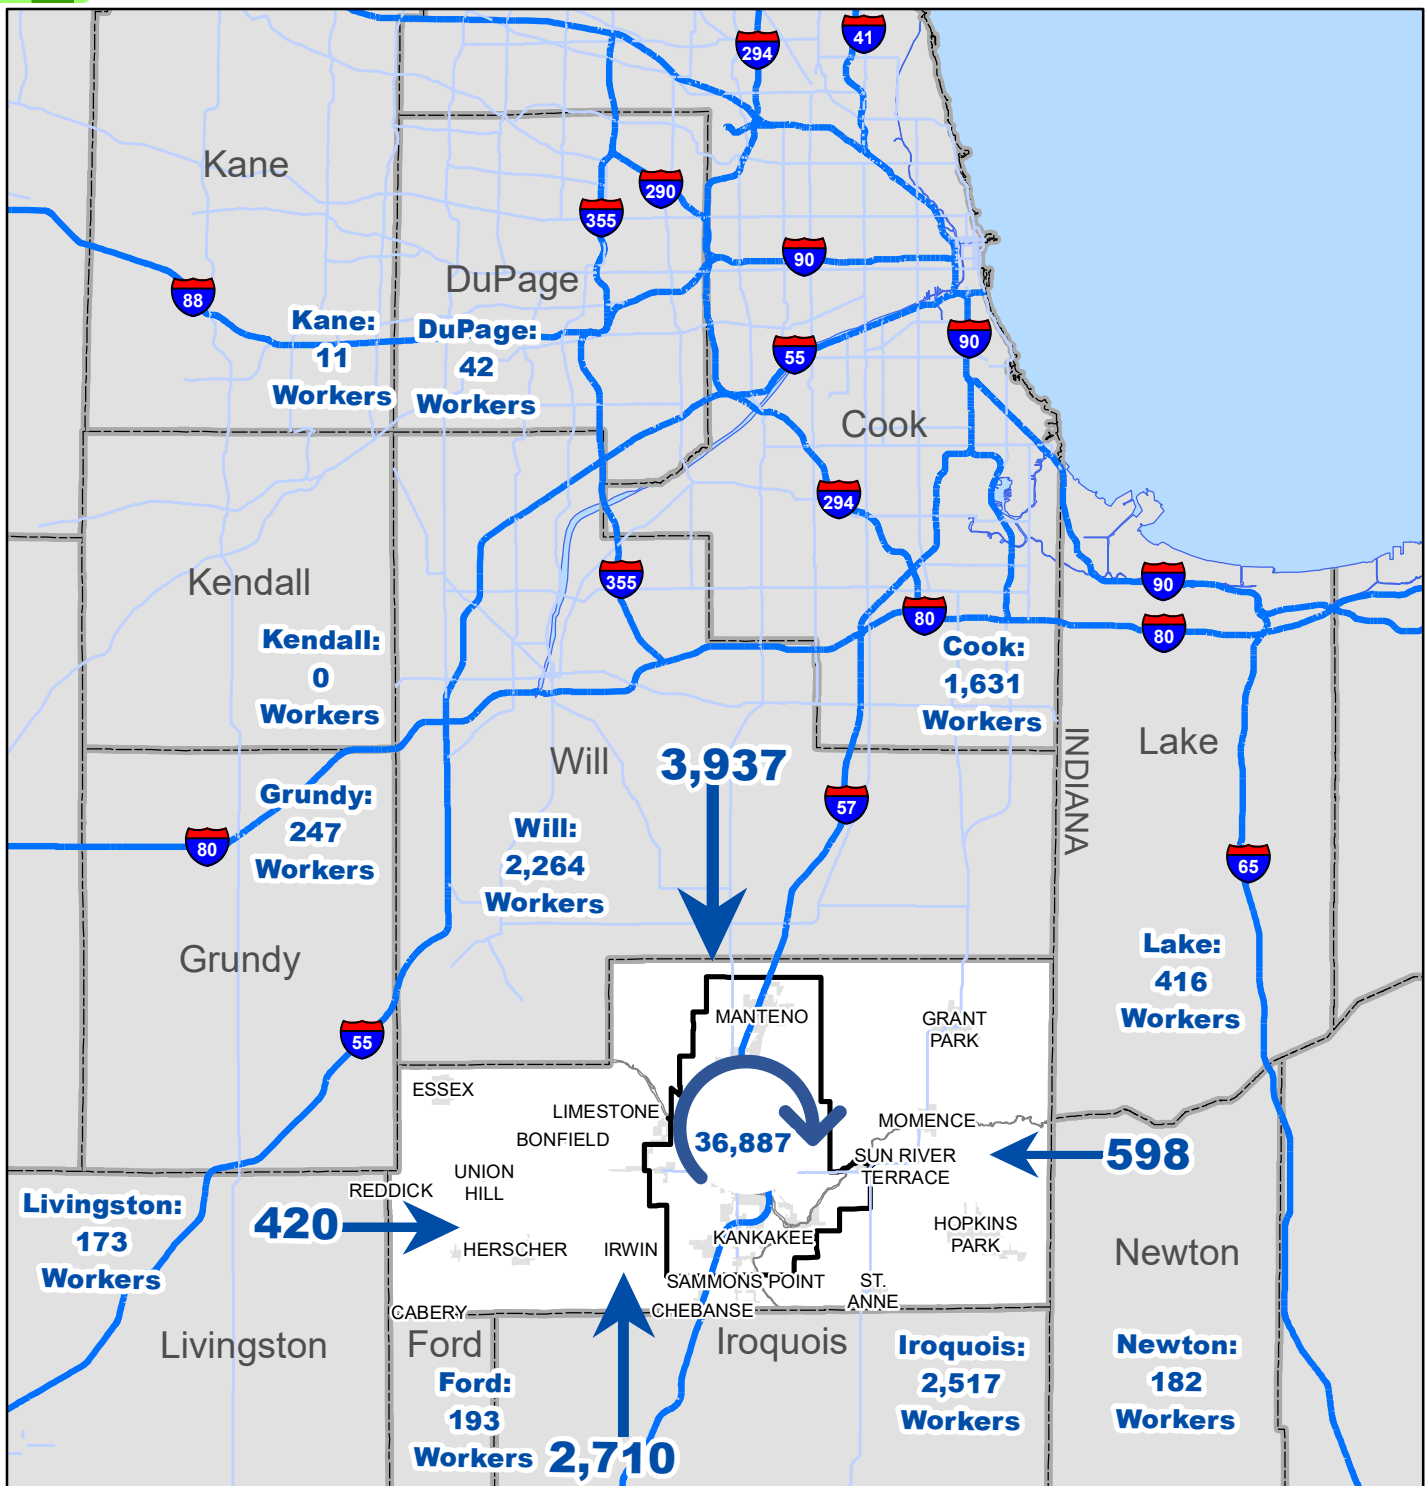 294
41
Kane
290
355
90
DuPage
88
Kane:
11
Workers
DuPage:
42
Workers
55
90
Cook
294
Kendall
355
90
80
80
Kendall:
0
Workers
Cook:
1,631
Workers
Will
3,937
INDIANA
Lake
Grundy:
247
Workers
57
80
Will:
2,264
Workers
65
Grundy
Lake:
416
Workers
55
MANTENO
GRANT
PARK
ESSEX
LIMESTONE
BONFIELD
36,887
MOMENCE
598
SUN RIVER
TERRACE
UNION
HILL
REDDICK
Livingston:
173
Workers
420
HERSCHER
IRWIN
KANKAKEE
HOPKINS
PARK
Newton
SAMMONS POINT
ST.
ANNE
CABERY
CHEBANSE
Livingston
Ford
Iroquois
Iroquois:
2,517
Workers
Newton:
182
Workers
Ford:
193
Workers
2,710